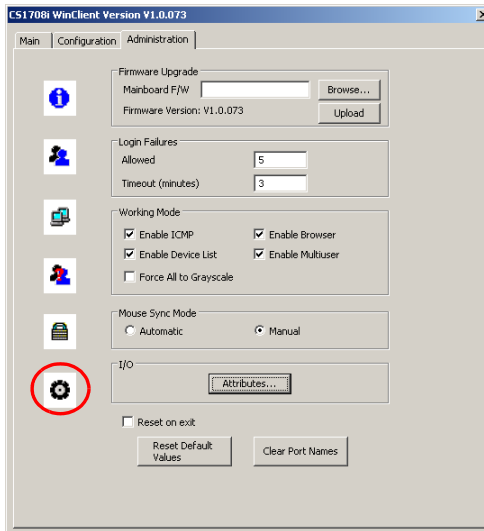 CS1708i WinClient Version V1.0.073
Main Configuration Administration
Firmware Upgrade
Mainboard F/W Browse...
Firmware Version: V1.0.073 Upload
Login Failures
Allowed 5
Timeout (minutes) 3
Working Mode
Enable ICMP Enable Browser
Enable Device List Enable Multiuser
Force All to Grayscale
Mouse Sync Mode
Automatic Manual
I/O
Attributes...
Reset on exit
Reset Default
Values
Clear Port Names